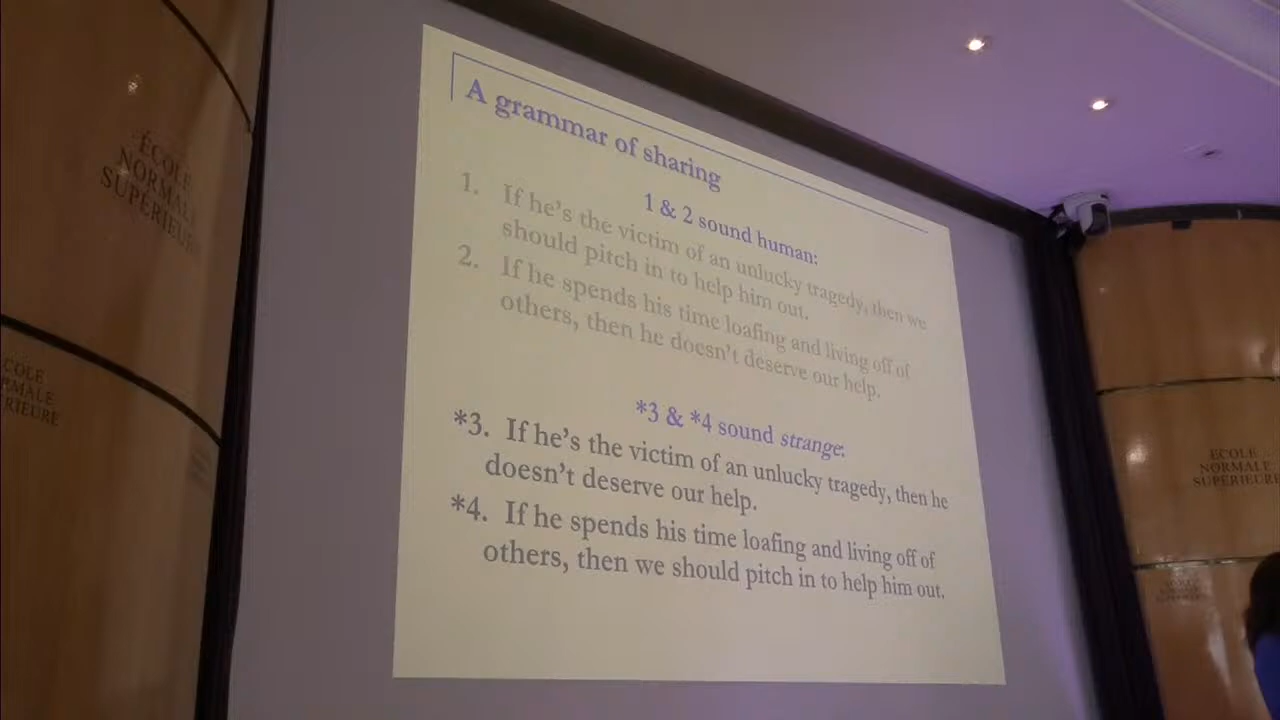 ÉCOLE
NORMALE
SUPÉRIEURE
A grammar of sharing
1 & 2 sound human:
1. If he's the victim of an unlucky tragedy, then we
should pitch in to help him out.
2. If he spends his time loafing and living off of
others, then he doesn't deserve our help.
*3 & *4 sound strange:
*3. If he's the victim of an unlucky tragedy, then he
doesn't deserve our help.
*4. If he spends his time loafing and living off of
others, then we should pitch in to help him out.
ECOLE
NORMALE
SUPÉRIEURE